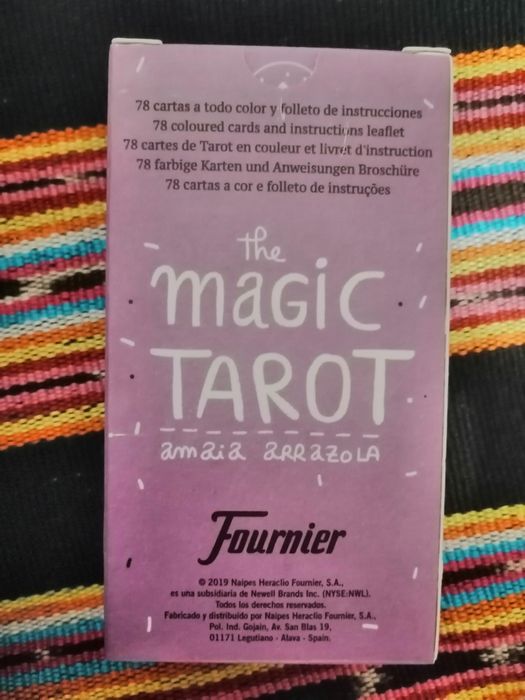 78 cartas a todo color y folleto de instrucciones
78 coloured cards and instructions leaflet
78 cartes de Tarot en couleur et livret d'instruction
78 farbige Karten und Anweisungen Broschüre
78 cartas a cor e folleto de instruções
the
magic
TAROT
amaia ARRAZOLA
Fournier
© 2019 Naipes Heraclio Fournier, S.A.,
es una subsidiaria de Newell Brands Inc. (NYSE:NWL).
Todos los derechos reservados.
Fabricado y distribuido por Naipes Heraclio Fournier, S.A.,
Pol. Ind. Gojain, Av. San Blas 19,
01171 Legutiano - Alava - Spain.